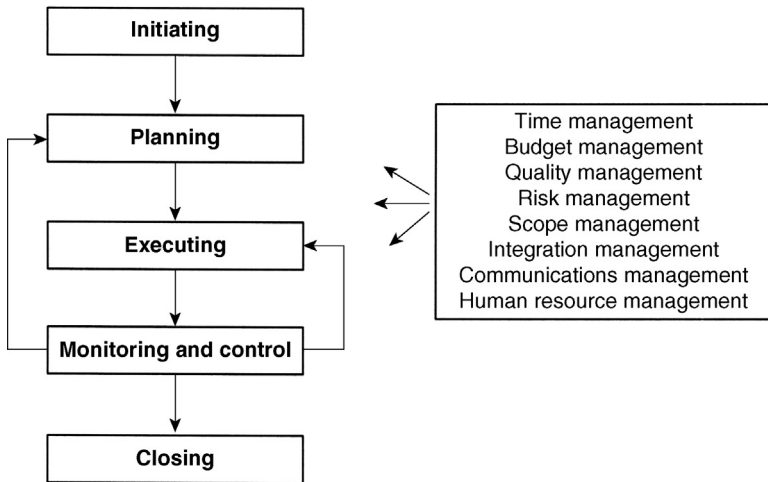 Initiating
Planning
Executing
Monitoring and control
Closing
Time management
Budget management
Quality management
Risk management
Scope management
Integration management
Communications management
Human resource management